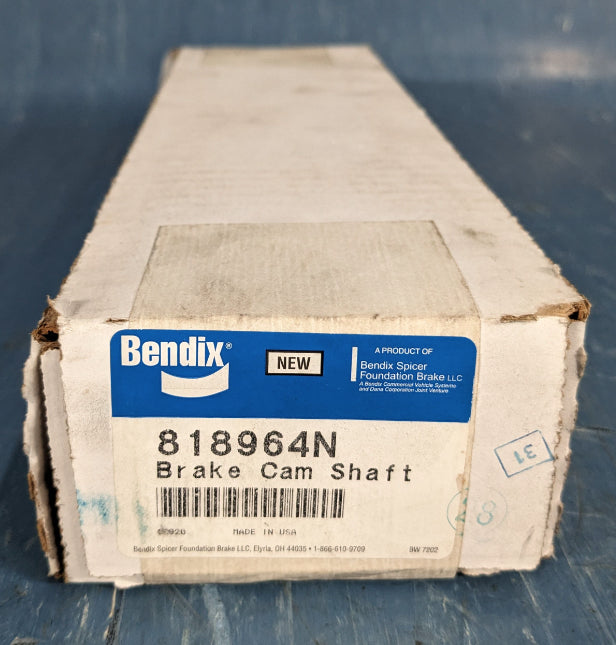 Bendix®
NEW
A PRODUCT OF
Bendix Spicer
Foundation Brake LLC
A Bendix Commercial Vehicle Systems
and Dana Corporation Joint Venture
818964N
Brake Cam Shaft
MADE IN USA
Bendix Spicer Foundation Brake LLC, Elyria, OH 44035 • 1-866-610-9709
BW 7202
31
28